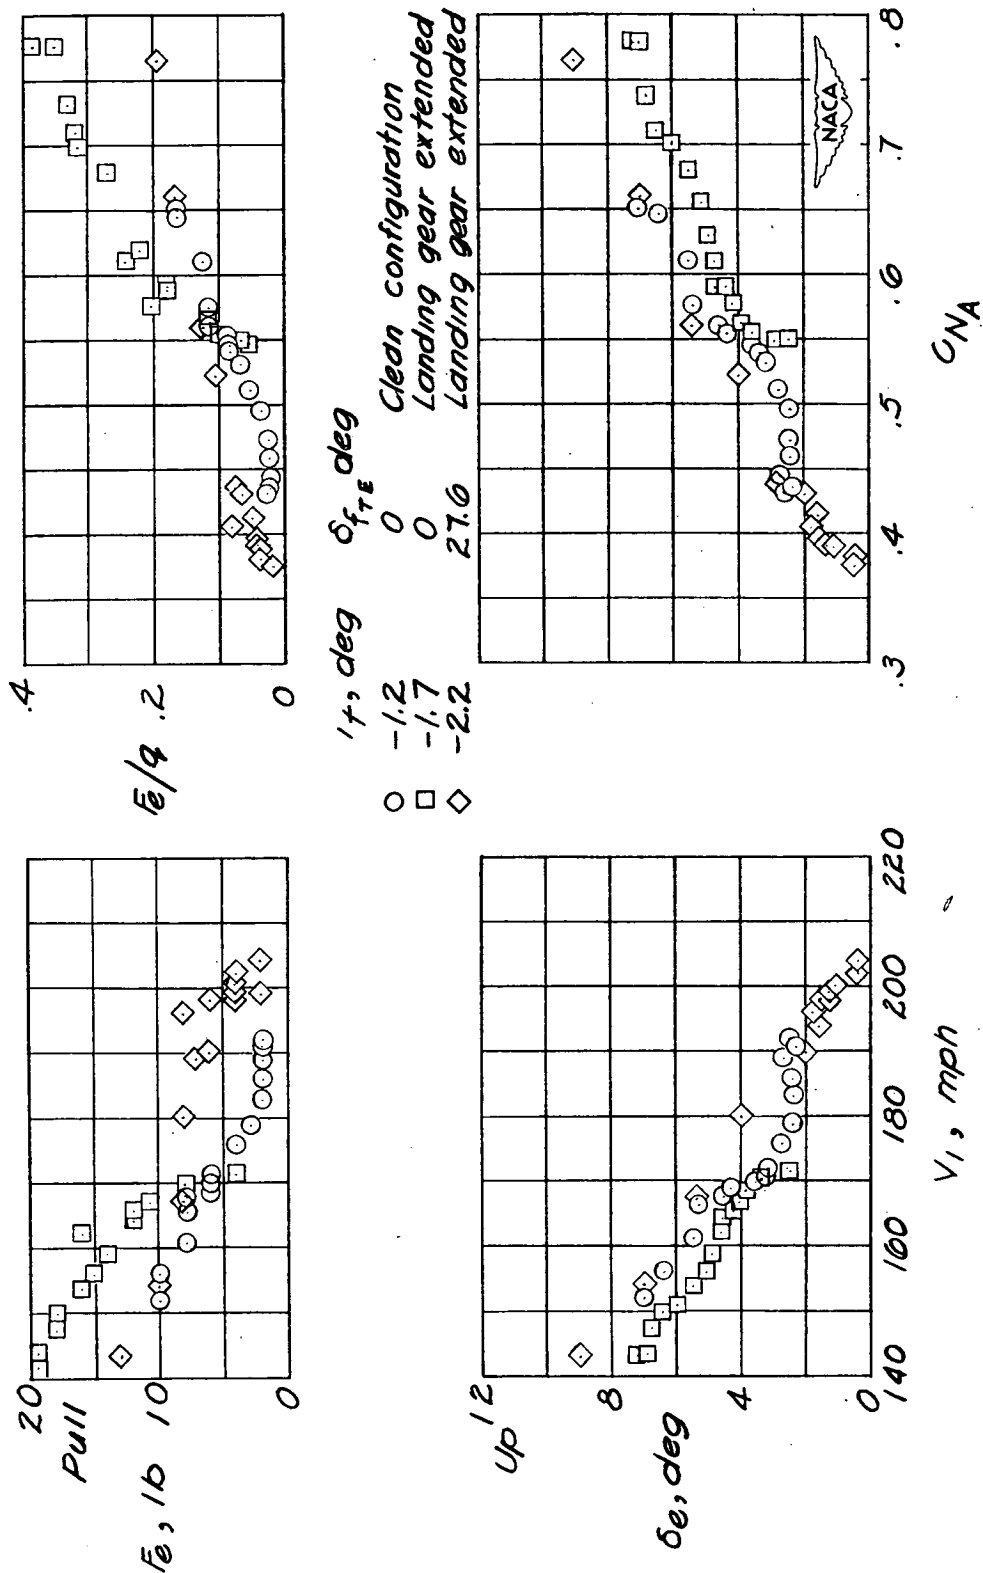 20
Pull
Fe, lb 10
0
.4
Fe/q .2
0
it, deg δfTE deg
○ -1.2 0 Clean configuration
□ -1.7 0 Landing gear extended
◇ -2.2 27.6 Landing gear extended
Up 12
8
δe, deg
4
0
140 160 180 200 220
Vi, mph
.3 .4 .5 .6 .7 .8
CNA
NACA